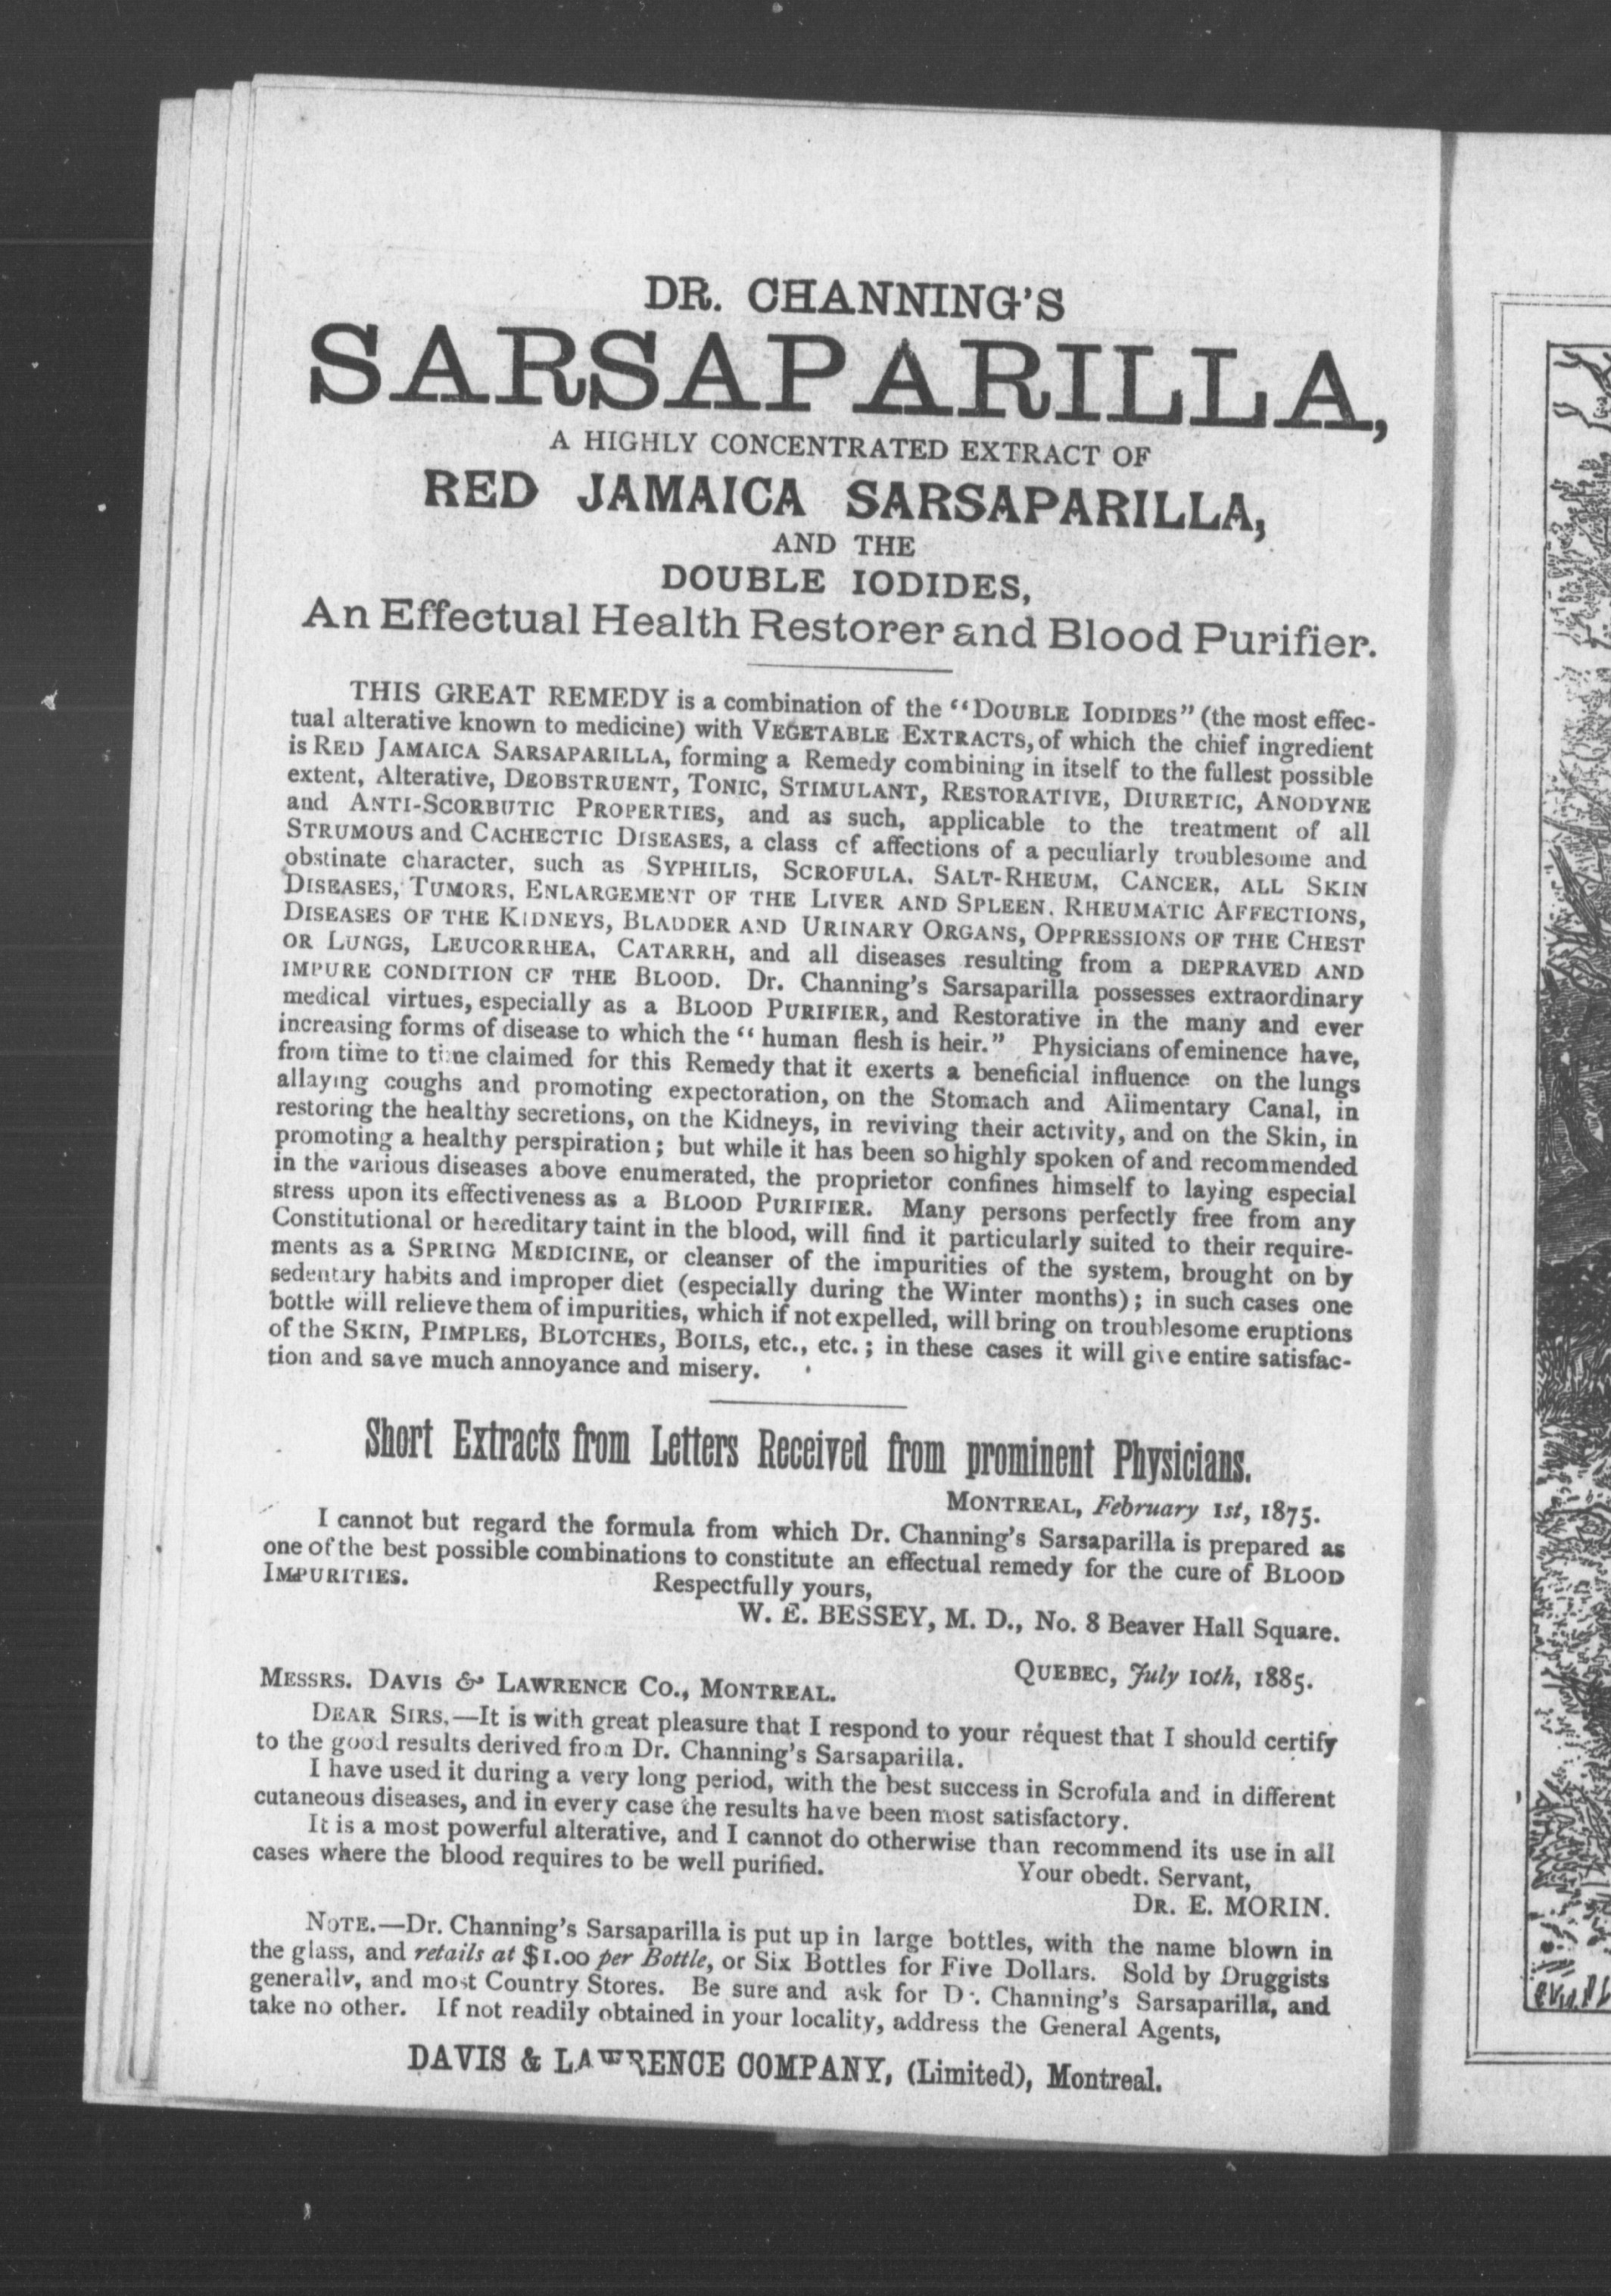 DR. CHANNING'S
SARSAPARILLA,
A HIGHLY CONCENTRATED EXTRACT OF
RED JAMAICA SARSAPARILLA,
AND THE
DOUBLE IODIDES,
An Effectual Health Restorer and Blood Purifier.
THIS GREAT REMEDY is a combination of the "DOUBLE IODIDES" (the most effec-
tual alterative known to medicine) with VEGETABLE EXTRACTS, of which the chief ingredient
is RED JAMAICA SARSAPARILLA, forming a Remedy combining in itself to the fullest possible
extent, Alterative, DEOBSTRUENT, TONIC, STIMULANT, RESTORATIVE, DIURETIC, ANODYNE
and ANTI-SCORBUTIC PROPERTIES, and as such, applicable to the treatment of all
STRUMOUS and CACHECTIC DISEASES, a class of affections of a peculiarly troublesome and
obstinate character, such as SYPHILIS, SCROFULA, SALT-RHEUM, CANCER, ALL SKIN
DISEASES, TUMORS, ENLARGEMENT OF THE LIVER AND SPLEEN, RHEUMATIC AFFECTIONS,
DISEASES OF THE KIDNEYS, BLADDER AND URINARY ORGANS, OPPRESSIONS OF THE CHEST
OR LUNGS, LEUCORRHEA, CATARRH, and all diseases resulting from a DEPRAVED AND
IMPURE CONDITION OF THE BLOOD. Dr. Channing's Sarsaparilla possesses extraordinary
medical virtues, especially as a BLOOD PURIFIER, and Restorative in the many and ever
increasing forms of disease to which the "human flesh is heir." Physicians of eminence have,
from time to time claimed for this Remedy that it exerts a beneficial influence on the lungs
allaying coughs and promoting expectoration, on the Stomach and Alimentary Canal, in
restoring the healthy secretions, on the Kidneys, in reviving their activity, and on the Skin, in
promoting a healthy perspiration; but while it has been so highly spoken of and recommended
in the various diseases above enumerated, the proprietor confines himself to laying especial
stress upon its effectiveness as a BLOOD PURIFIER. Many persons perfectly free from any
Constitutional or hereditary taint in the blood, will find it particularly suited to their require-
ments as a SPRING MEDICINE, or cleanser of the impurities of the system, brought on by
sedentary habits and improper diet (especially during the Winter months); in such cases one
bottle will relieve them of impurities, which if not expelled, will bring on troublesome eruptions
of the SKIN, PIMPLES, BLOTCHES, BOILS, etc., etc.; in these cases it will give entire satisfac-
tion and save much annoyance and misery.
Short Extracts from Letters Received from prominent Physicians.
MONTREAL, February 1st, 1875.
I cannot but regard the formula from which Dr. Channing's Sarsaparilla is prepared as
one of the best possible combinations to constitute an effectual remedy for the cure of BLOOD
IMPURITIES. Respectfully yours,
W. E. BESSEY, M. D., No. 8 Beaver Hall Square.
QUEBEC, July 10th, 1885.
MESSRS. DAVIS & LAWRENCE CO., MONTREAL.
DEAR SIRS,—It is with great pleasure that I respond to your request that I should certify
to the good results derived from Dr. Channing's Sarsaparilla.
I have used it during a very long period, with the best success in Scrofula and in different
cutaneous diseases, and in every case the results have been most satisfactory.
It is a most powerful alterative, and I cannot do otherwise than recommend its use in all
cases where the blood requires to be well purified. Your obedt. Servant,
DR. E. MORIN.
NOTE.—Dr. Channing's Sarsaparilla is put up in large bottles, with the name blown in
the glass, and retails at $1.00 per Bottle, or Six Bottles for Five Dollars. Sold by Druggists
generally, and most Country Stores. Be sure and ask for Dr. Channing's Sarsaparilla, and
take no other. If not readily obtained in your locality, address the General Agents,
DAVIS & LAWRENCE COMPANY, (Limited), Montreal.